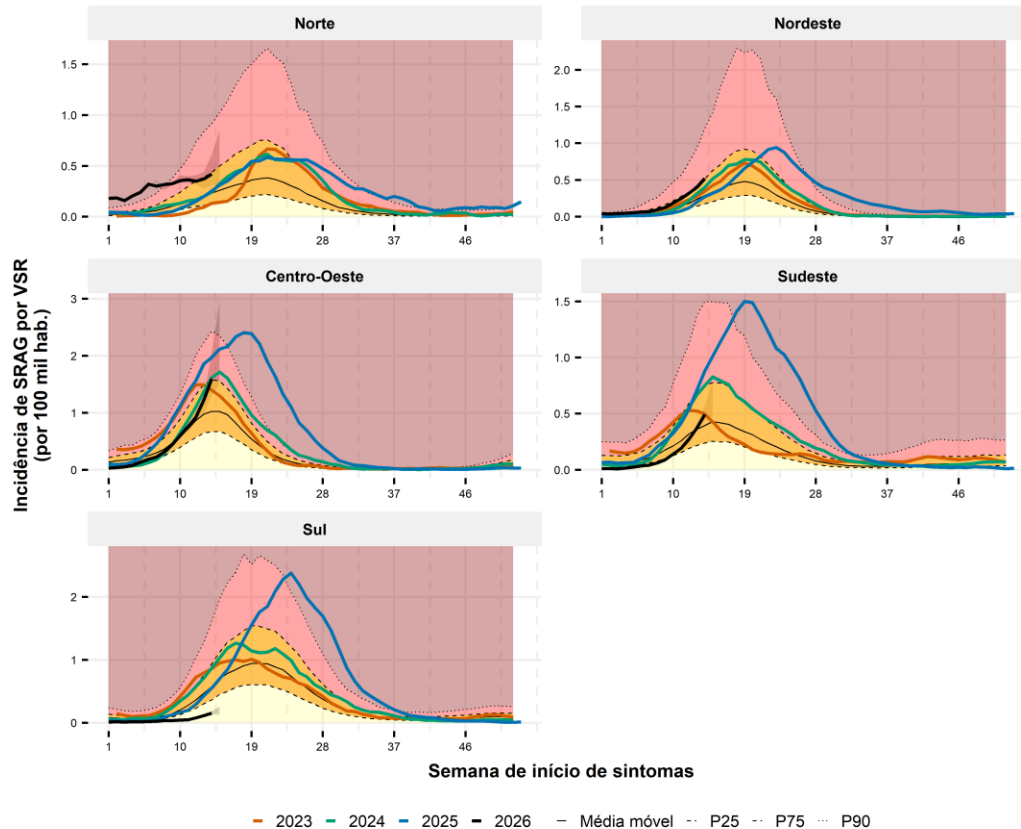 Norte
Nordeste
1.5
1.0
0.5
0.0
1 10 19 28 37 46
2.0
1.5
1.0
0.5
0.0
1 10 19 28 37 46
Centro-Oeste
Sudeste
3
2
1
0
1 10 19 28 37 46
1.5
1.0
0.5
0.0
1 10 19 28 37 46
Sul
2
1
0
1 10 19 28 37 46
Incidência de SRAG por VSR
(por 100 mil hab.)
Semana de início de sintomas
2023 2024 2025 2026 Média móvel P25 P75 P90